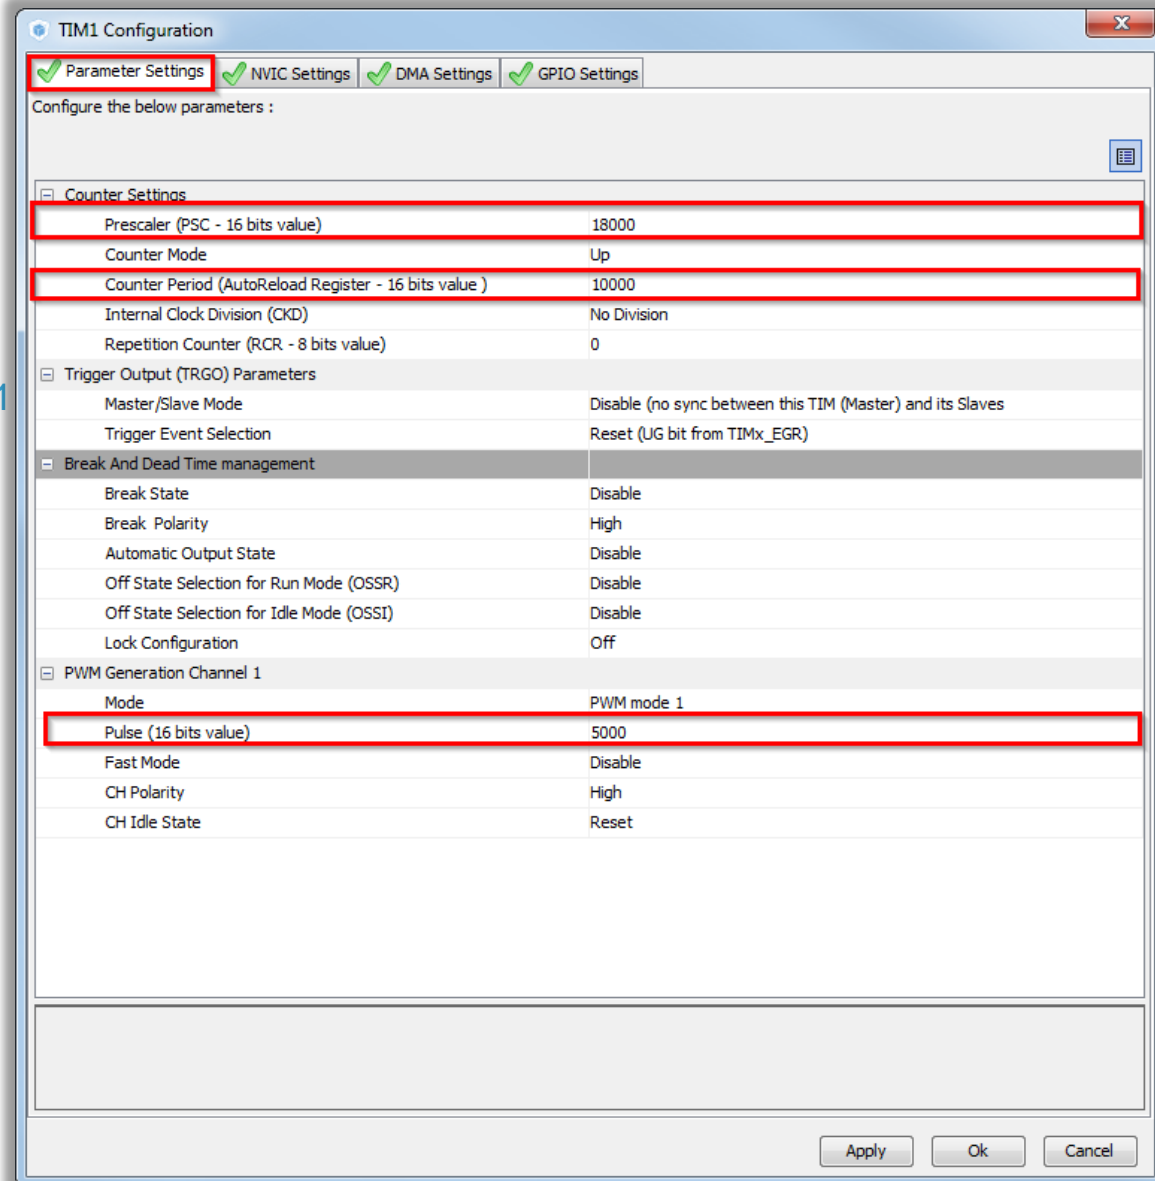 TIM1 Configuration
x
Parameter Settings NVIC Settings DMA Settings GPIO Settings
Configure the below parameters :
Counter Settings
Prescaler (PSC - 16 bits value) 18000
Counter Mode Up
Counter Period (AutoReload Register - 16 bits value ) 10000
Internal Clock Division (CKD) No Division
Repetition Counter (RCR - 8 bits value) 0
Trigger Output (TRGO) Parameters
1
Master/Slave Mode Disable (no sync between this TIM (Master) and its Slaves
Trigger Event Selection Reset (UG bit from TIMx_EGR)
Break And Dead Time management
Break State Disable
Break Polarity High
Automatic Output State Disable
Off State Selection for Run Mode (OSSR) Disable
Off State Selection for Idle Mode (OSSI) Disable
Lock Configuration Off
PWM Generation Channel 1
Mode PWM mode 1
Pulse (16 bits value) 5000
Fast Mode Disable
CH Polarity High
CH Idle State Reset
Apply Ok Cancel